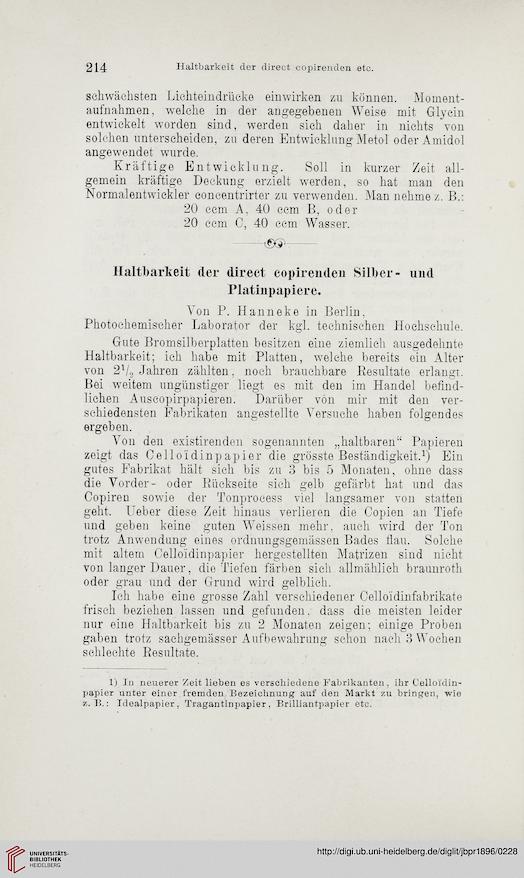 214 Haltbarkeit der direct copirenden etc.
schwächsten Lichteindrücke einwirken zu können. Moment-
aufnahmen, welche in der angegebenen Weise mit Glycin
entwickelt worden sind, werden sich daher in nichts von
solchen unterscheiden, zu deren Entwicklung Metol oder Amidol
angewendet wurde.
Kräftige Entwicklung. Soll in kurzer Zeit all-
gemein kräftige Deckung erzielt werden, so hat man den
Normalentwickler concentrirter zu verwenden. Man nehme z. B.:
20 ccm A, 40 ccm B, oder
20 ccm C, 40 ccm Wasser.
Haltbarkeit der direct copirenden Silber- und
Platinpapiere.
Von P. Hanneke in Berlin,
Photochemischer Laborator der kgl. technischen Hochschule.
Gute Bromsilberplatten besitzen eine ziemlich ausgedehnte
Haltbarkeit; ich habe mit Platten, welche bereits ein Alter
von 2½ Jahren zählten, noch brauchbare Resultate erlangt.
Bei weitem ungünstiger liegt es mit den im Handel befind-
lichen Auscopirpapieren. Darüber von mir mit den ver-
schiedensten Fabrikaten angestellte Versuche haben folgendes
ergeben.
Von den existirenden sogenannten „haltbaren“ Papieren
zeigt das Celloïdinpapier die grösste Beständigkeit.¹) Ein
gutes Fabrikat hält sich bis zu 3 bis 5 Monaten, ohne dass
die Vorder- oder Rückseite sich gelb gefärbt hat und das
Copiren sowie der Tonprocess viel langsamer von statten
geht. Ueber diese Zeit hinaus verlieren die Copien an Tiefe
und geben keine guten Weissen mehr, auch wird der Ton
trotz Anwendung eines ordnungsgemässen Bades flau. Solche
mit altem Celloïdinpapier hergestellten Matrizen sind nicht
von langer Dauer, die Tiefen färben sich allmählich braunroth
oder grau und der Grund wird gelblich.
Ich habe eine grosse Zahl verschiedener Celloïdinfabrikate
frisch beziehen lassen und gefunden, dass die meisten leider
nur eine Haltbarkeit bis zu 2 Monaten zeigen; einige Proben
gaben trotz sachgemässer Aufbewahrung schon nach 3 Wochen
schlechte Resultate.
1) In neuerer Zeit lieben es verschiedene Fabrikanten, ihr Celloïdin-
papier unter einer fremden Bezeichnung auf den Markt zu bringen, wie
z. B.: Idealpapier, Tragantinpapier, Brilliantpapier etc.
UNIVERSITÄTS-
BIBLIOTHEK
HEIDELBERG
http://digi.ub.uni-heidelberg.de/diglit/jbpr1896/0228